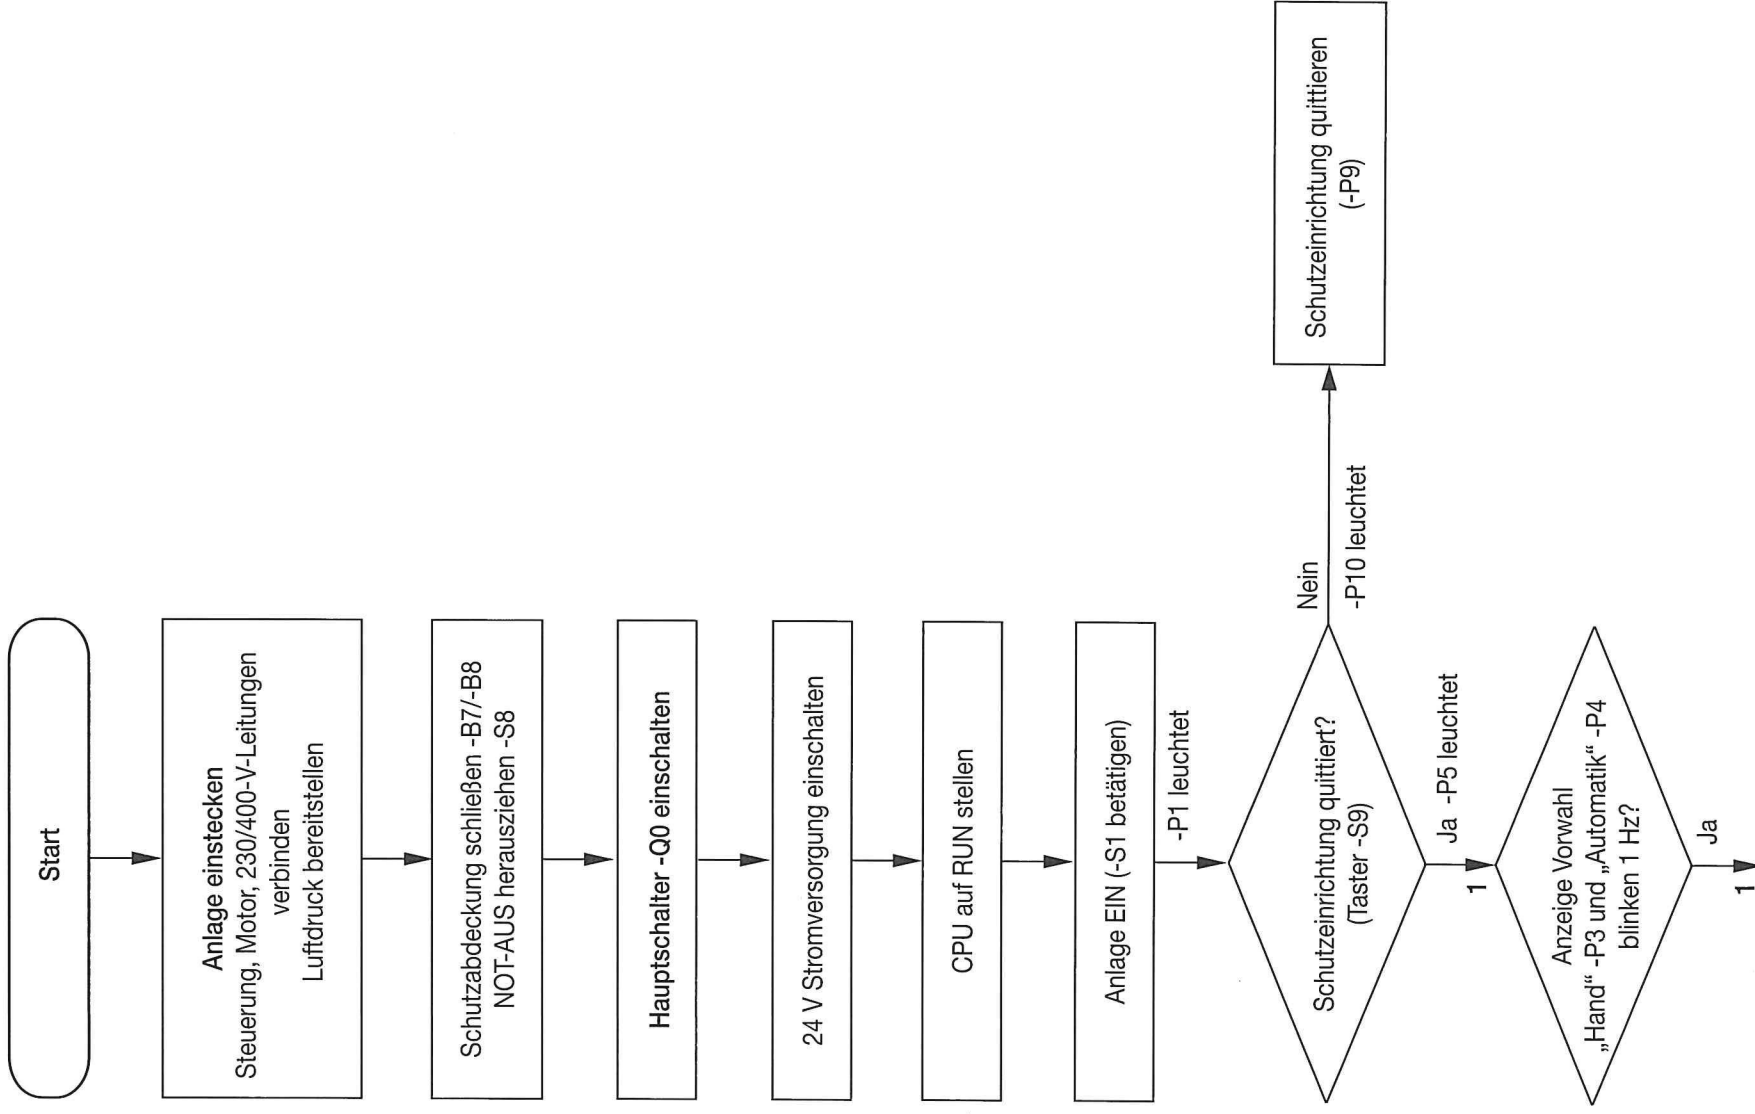 Start
Anlage einstecken
Steuerung, Motor, 230/400-V-Leitungen
verbinden
Luftdruck bereitstellen
Schutzabdeckung schließen -B7/-B8
NOT-AUS herausziehen -S8
Hauptschalter -Q0 einschalten
24 V Stromversorgung einschalten
CPU auf RUN stellen
Anlage EIN (-S1 betätigen)
-P1 leuchtet
Schutzeinrichtung quittiert?
(Taster -S9)
Nein
-P10 leuchtet
Schutzeinrichtung quittieren
(-P9)
Ja -P5 leuchtet
1
Anzeige Vorwahl
„Hand“ -P3 und „Automatik“ -P4
blinken 1 Hz?
Ja
1